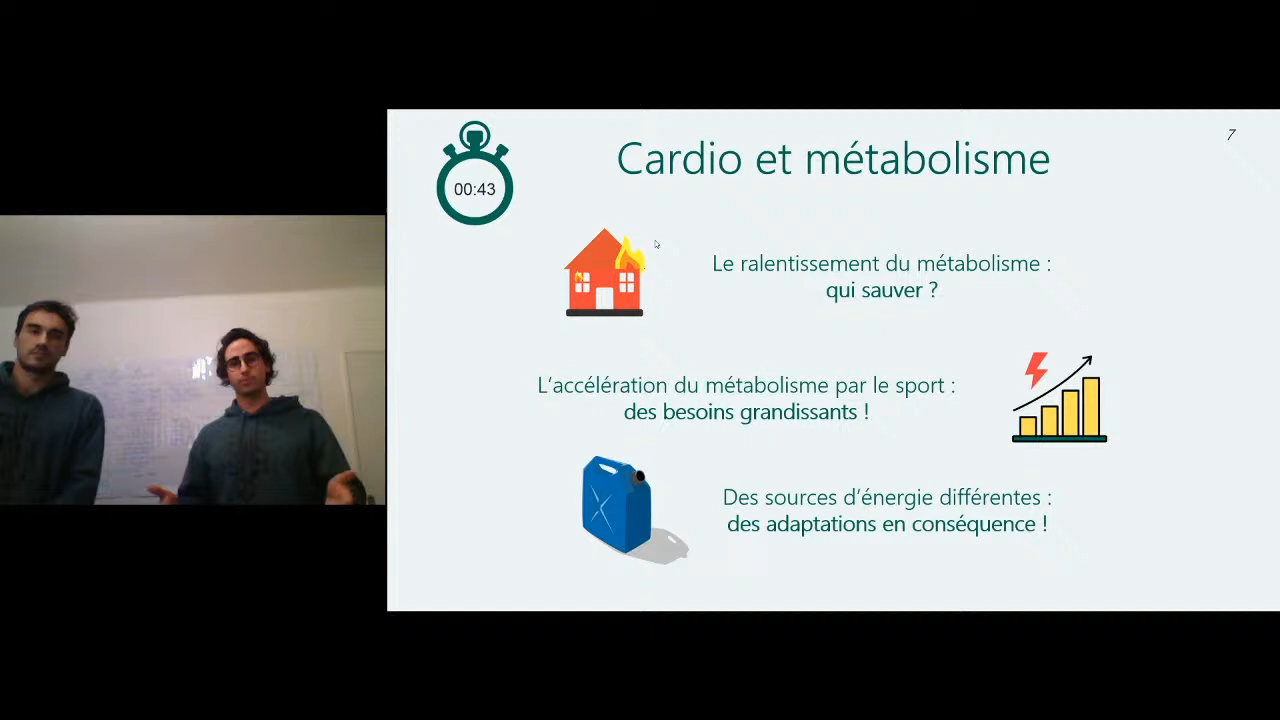 Cardio et métabolisme
7
00:43
Le ralentissement du métabolisme :
qui sauver ?
L'accélération du métabolisme par le sport :
des besoins grandissants !
Des sources d'énergie différentes :
des adaptations en conséquence !